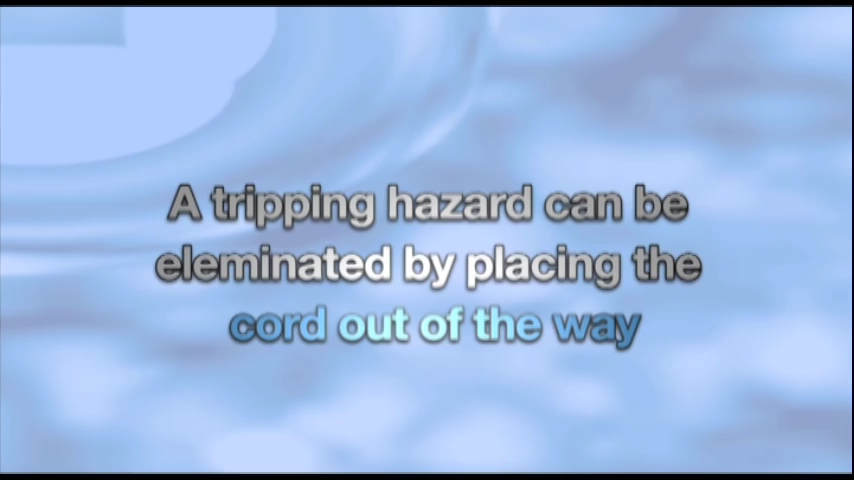 A tripping hazard can be
eleminated by placing the
cord out of the way